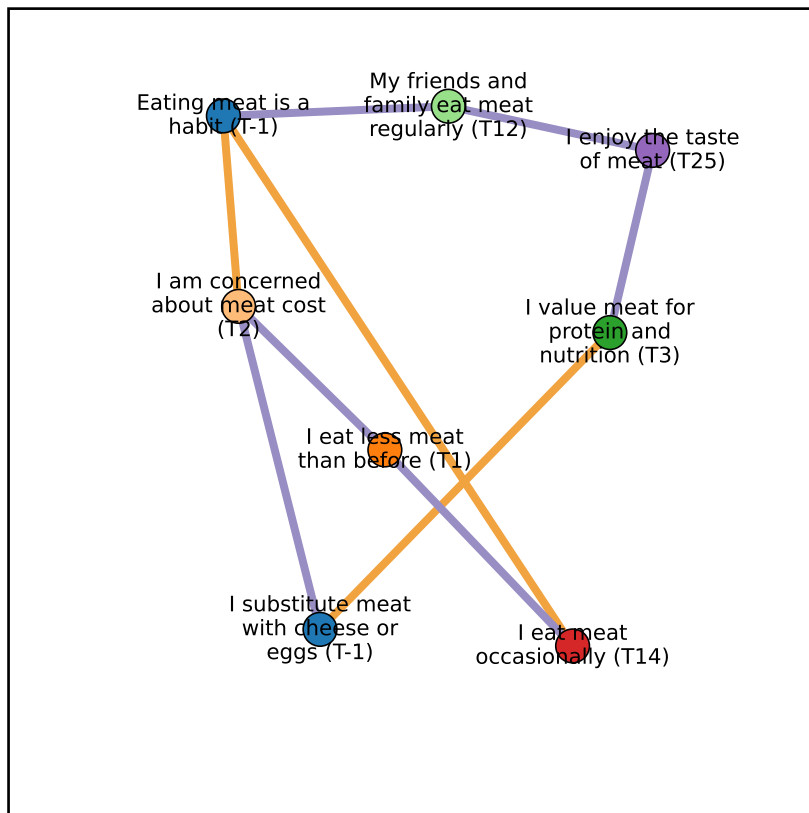 Eating meat is a
habit (T-1)
My friends and
family eat meat
regularly (T12)
I enjoy the taste
of meat (T25)
I am concerned
about meat cost
(T2)
I value meat for
protein and
nutrition (T3)
I eat less meat
than before (T1)
I substitute meat
with cheese or
eggs (T-1)
I eat meat
occasionally (T14)